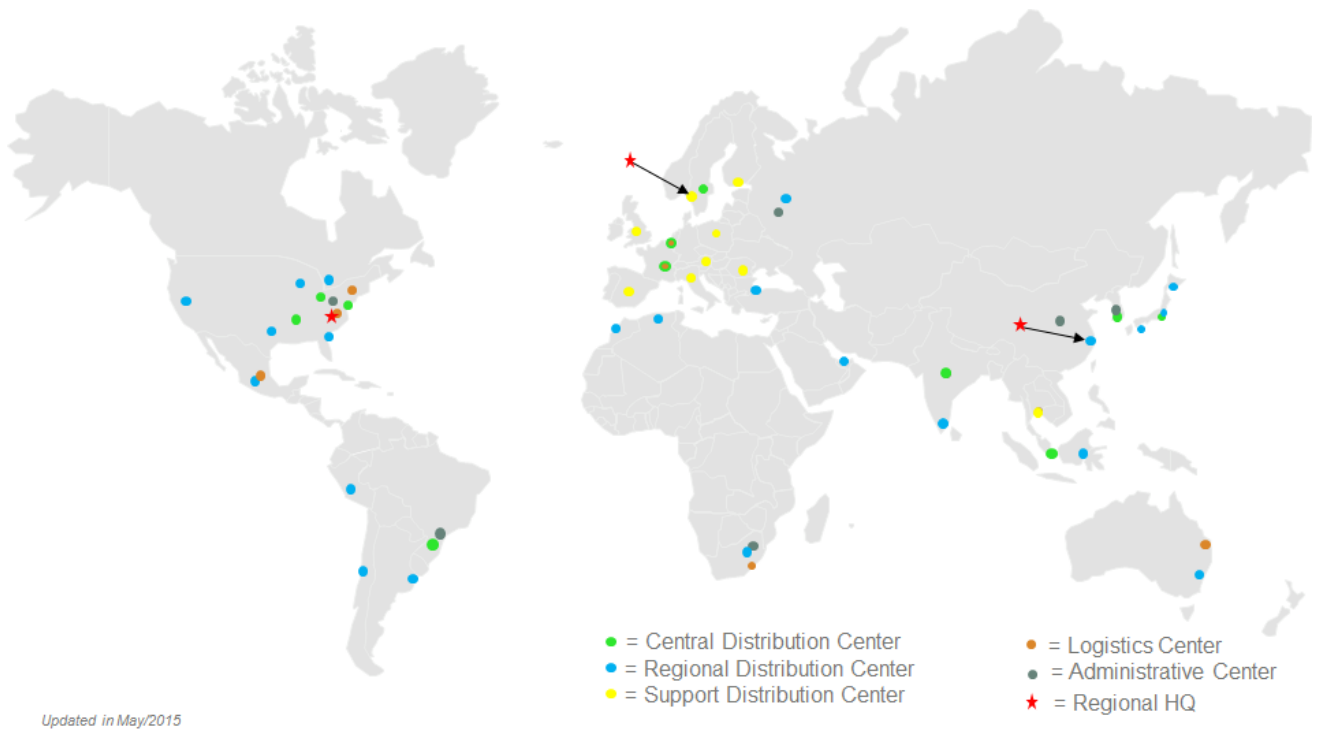 = Central Distribution Center
= Regional Distribution Center
= Support Distribution Center
= Logistics Center
= Administrative Center
= Regional HQ
Updated in May/2015